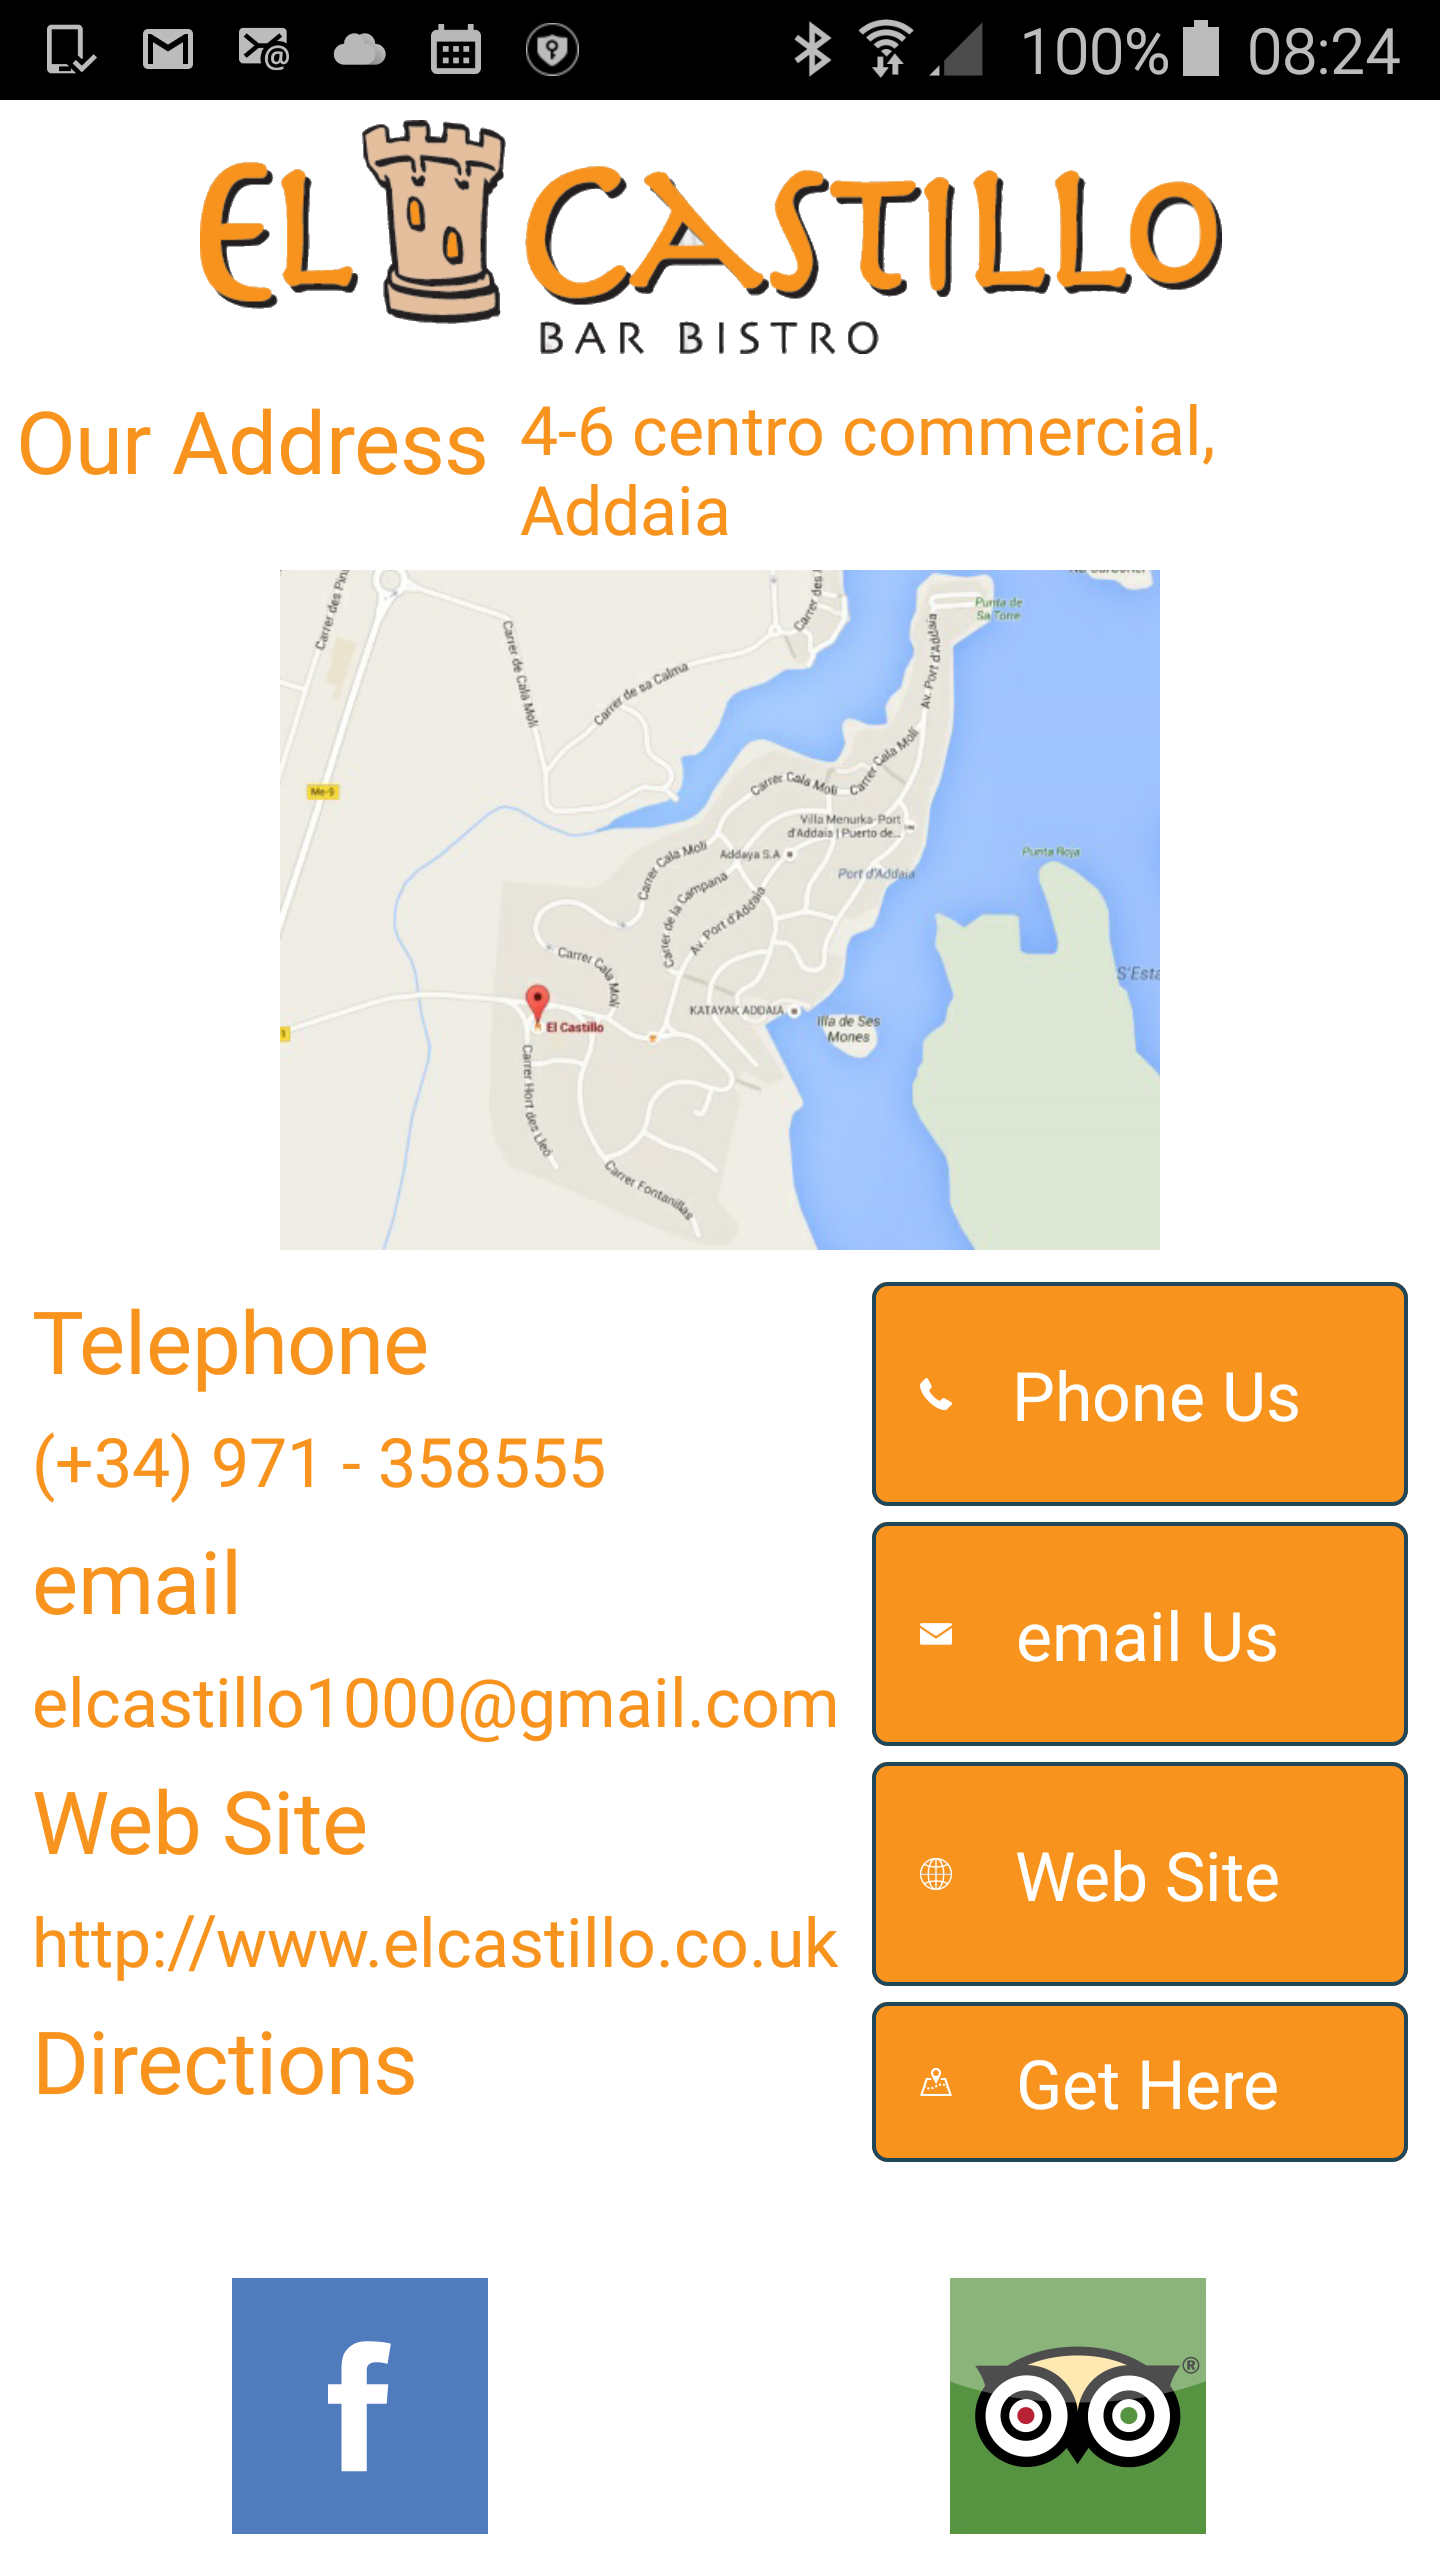 100% 08:24
EL CASTILLO
BAR BISTRO
Our Address
4-6 centro commercial,
Addaia
Carrer des Pin
Carrer de Cala Molí
Carrer de sa Calma
Carrer des
Av. Port d'Addaia
Punta de
Sa Torre
Me-9
Carrer Cala Molí
Carrer Cala Molí
Villa Menurka-Port
d'Addaia | Puerto de...
Carrer Cala Molí
Addaya S.A
Port d'Addaia
Punta Roja
Carrer de la Campana
Av. Port d'Addaia
Carrer Cala Molí
S'Esta
KATAYAK ADDAIA
Illa de Ses
Mones
El Castillo
1
Carrer Hort des Lleó
Carrer Fontanillas
Telephone
(+34) 971 - 358555
Phone Us
email
elcastillo1000@gmail.com
email Us
Web Site
http://www.elcastillo.co.uk
Web Site
Directions
Get Here
f
®